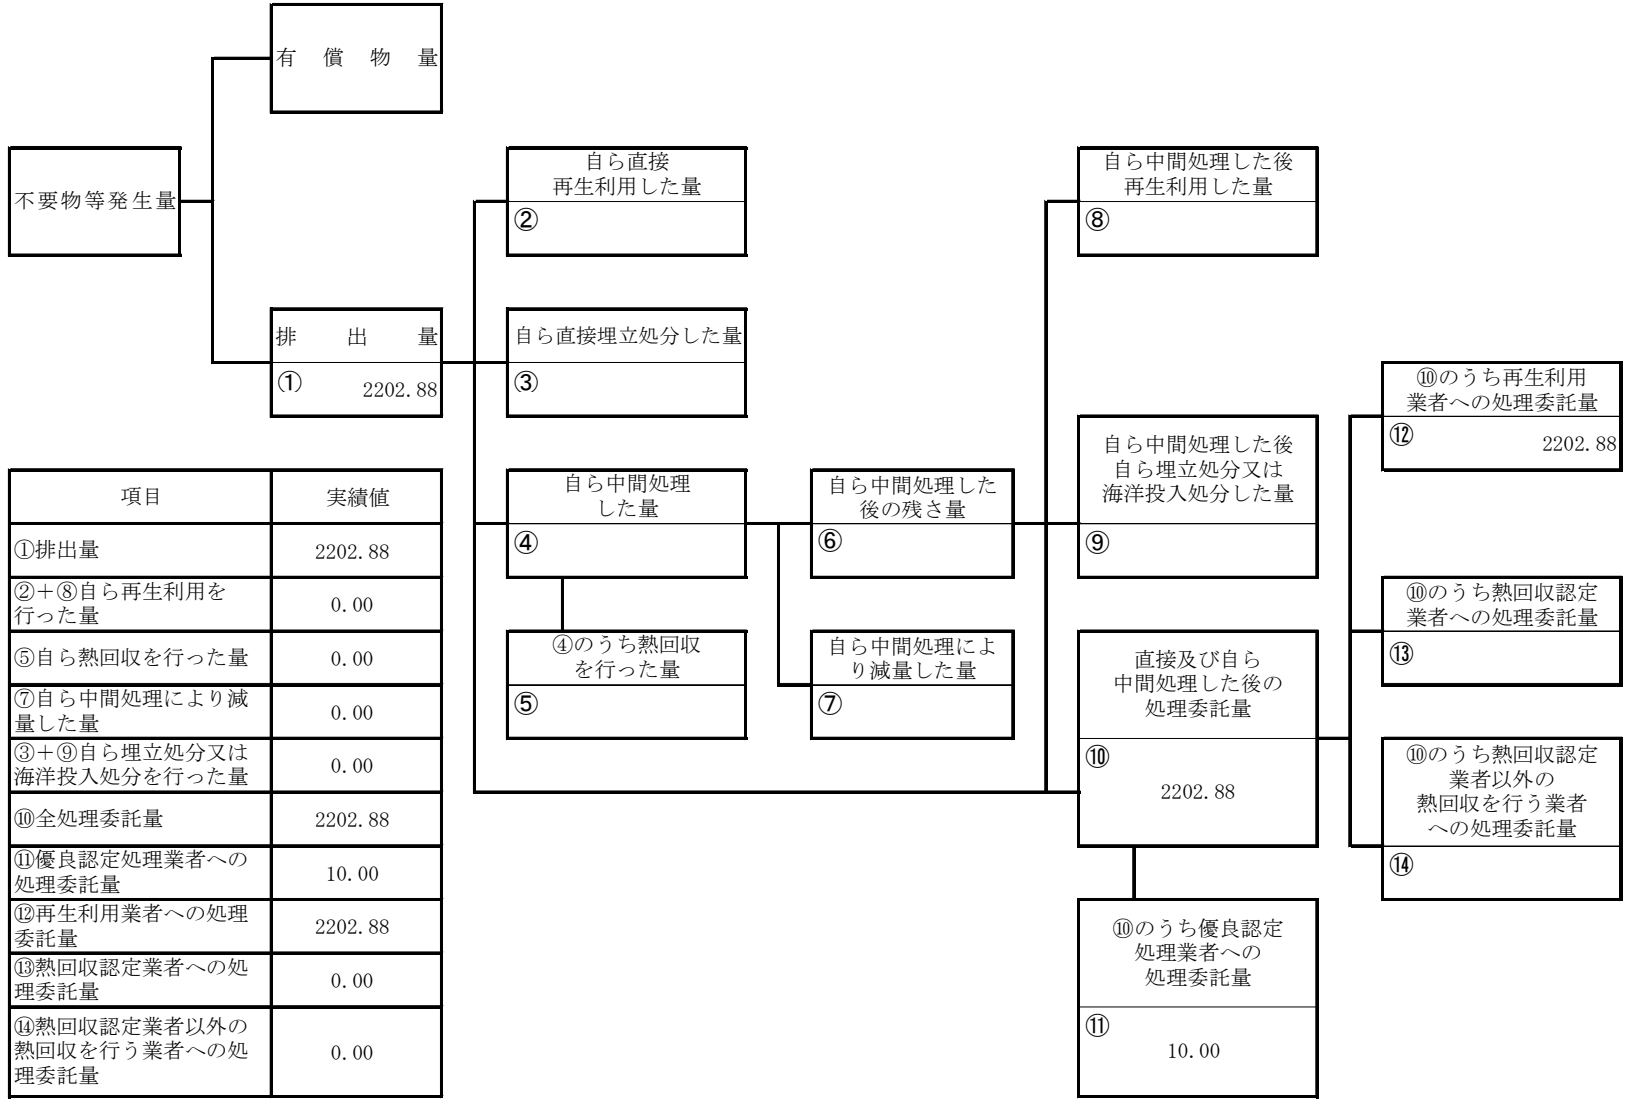 有償物量
不要物等発生量
排出量
①
2202.88
自ら直接
再生利用した量
②
自ら直接埋立処分した量
③
自ら中間処理
した量
④
④のうち熱回収
を行った量
⑤
自ら中間処理した
後の残さ量
⑥
自ら中間処理によ
り減量した量
⑦
自ら中間処理した後
再生利用した量
⑧
自ら中間処理した後
自ら埋立処分又は
海洋投入処分した量
⑨
直接及び自ら
中間処理した後の
処理委託量
⑩
2202.88
⑩のうち優良認定
処理業者への
処理委託量
⑪
10.00
⑩のうち再生利用
業者への処理委託量
⑫
2202.88
⑩のうち熱回収認定
業者への処理委託量
⑬
⑩のうち熱回収認定
業者以外の
熱回収を行う業者
への処理委託量
⑭
項目 実績値
①排出量 2202.88
②＋⑧自ら再生利用を
行った量 0.00
⑤自ら熱回収を行った量 0.00
⑦自ら中間処理により減
量した量 0.00
③＋⑨自ら埋立処分又は
海洋投入処分を行った量 0.00
⑩全処理委託量 2202.88
⑪優良認定処理業者への
処理委託量 10.00
⑫再生利用業者への処理
委託量 2202.88
⑬熱回収認定業者への処
理委託量 0.00
⑭熱回収認定業者以外の
熱回収を行う業者への処
理委託量 0.00